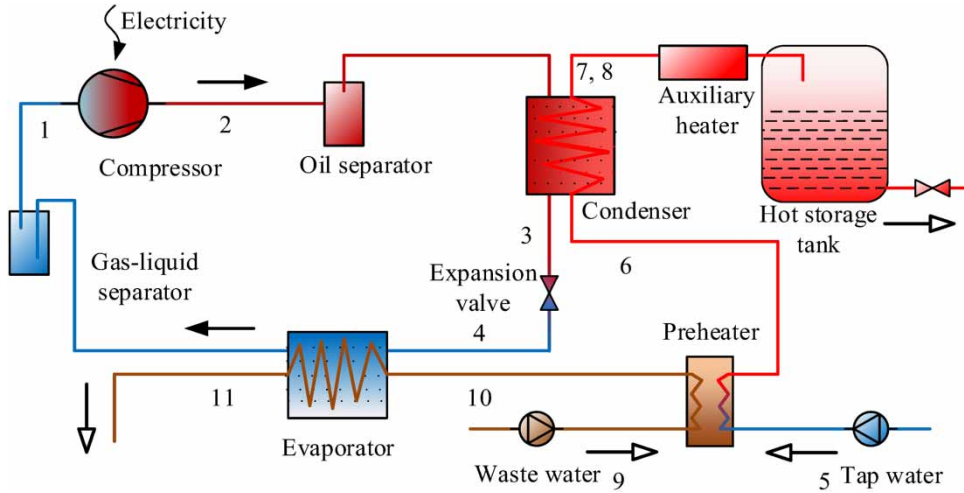 Electricity
7, 8
Auxiliary
heater
1
2
Compressor
Oil separator
Condenser
Hot storage
tank
3
6
Gas-liquid
separator
Expansion
valve
4
Preheater
11
10
Evaporator
Waste water
9
5
Tap water